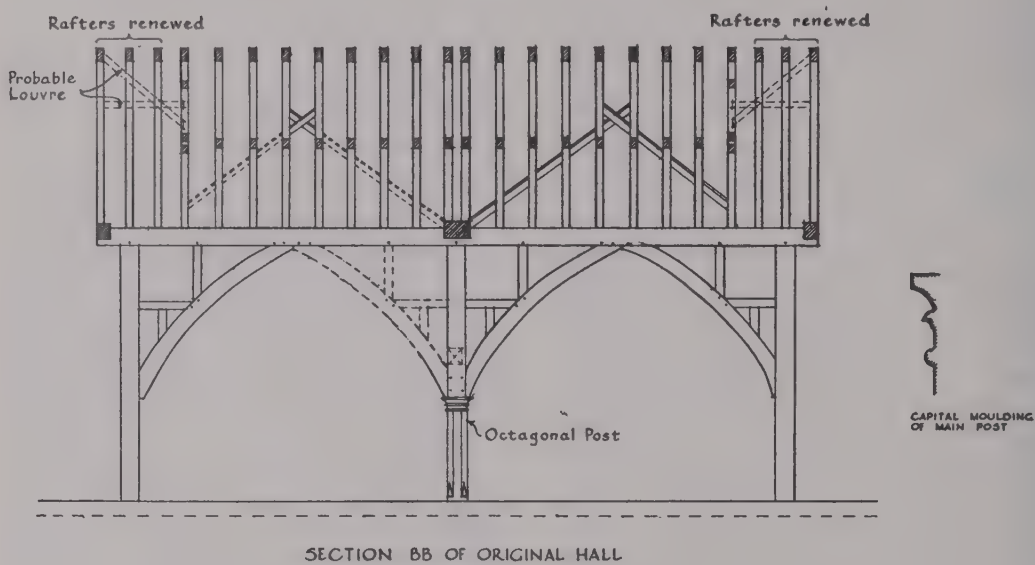 Rafters renewed
Rafters renewed
Probable
Louvre
Octagonal Post
CAPITAL MOULDING
OF MAIN POST
SECTION BB OF ORIGINAL HALL